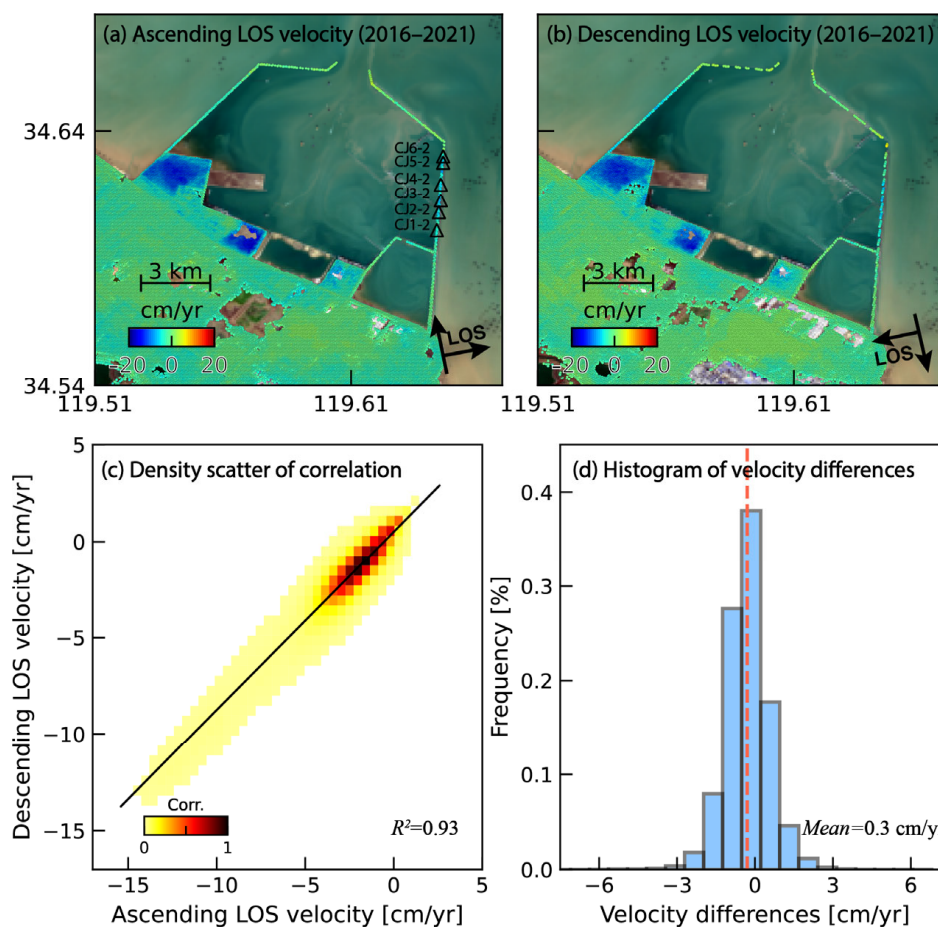 (a) Ascending LOS velocity (2016–2021)
34.64
34.54
119.51
119.61
CJ6-2
CJ5-2
CJ4-2
CJ3-2
CJ2-2
CJ1-2
3 km
cm/yr
-20 0 20
LOS
(b) Descending LOS velocity (2016–2021)
119.51
119.61
3 km
cm/yr
-20 0 20
LOS
(c) Density scatter of correlation
Descending LOS velocity [cm/yr]
5
0
−5
−10
−15
Corr.
0 1
R²=0.93
−15 −10 −5 0 5
Ascending LOS velocity [cm/yr]
(d) Histogram of velocity differences
Frequency [%]
0.4
0.3
0.2
0.1
0.0
Mean=0.3 cm/y
−6 −3 0 3 6
Velocity differences [cm/yr]